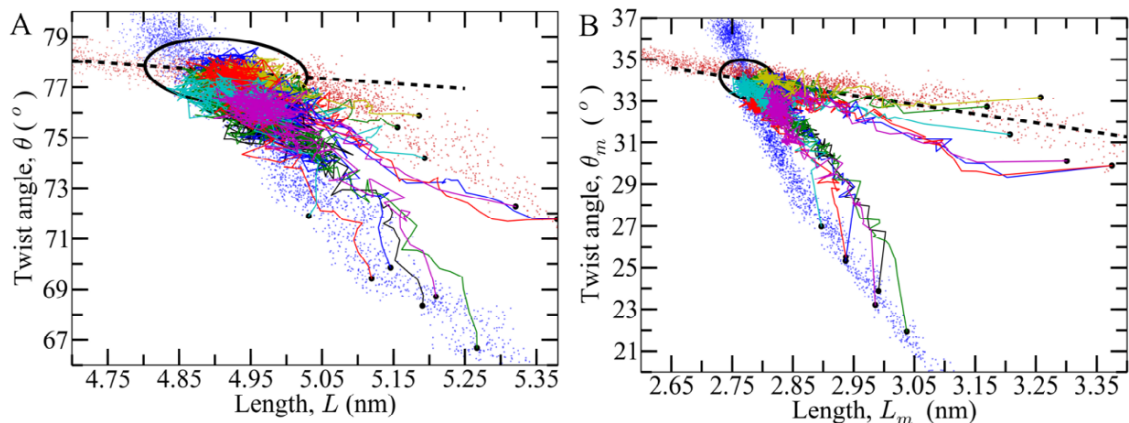 A
79
77
75
73
71
69
67
Twist angle, θ (°)
4.75 4.85 4.95 5.05 5.15 5.25 5.35
Length, L (nm)
B
37
35
33
31
29
27
25
23
21
Twist angle, θm (°)
2.65 2.75 2.85 2.95 3.05 3.15 3.25 3.35
Length, Lm (nm)